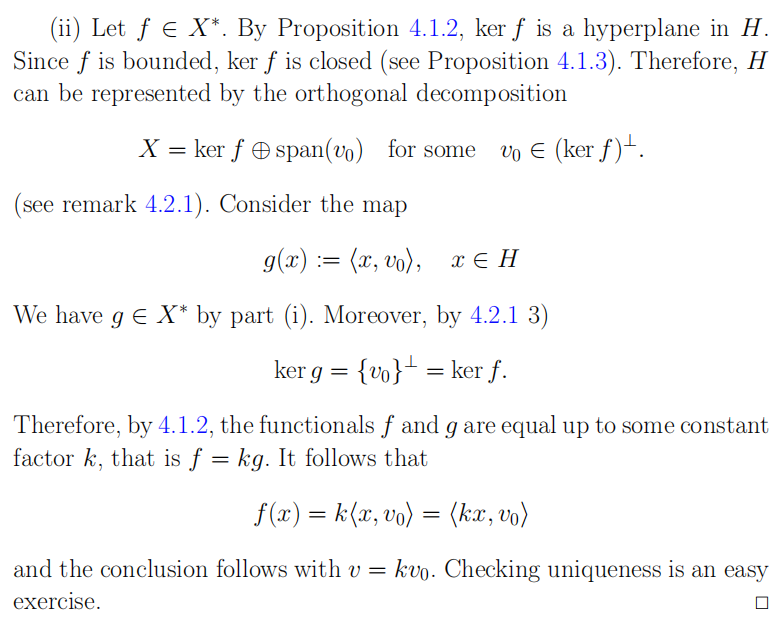 (ii) Let f ∈ X*. By Proposition 4.1.2, ker f is a hyperplane in H.
Since f is bounded, ker f is closed (see Proposition 4.1.3). Therefore, H
can be represented by the orthogonal decomposition
X = ker f ⊕ span(v₀) for some v₀ ∈ (ker f)^⊥.
(see remark 4.2.1). Consider the map
g(x) := ⟨x, v₀⟩, x ∈ H
We have g ∈ X* by part (i). Moreover, by 4.2.1 3)
ker g = {v₀}^⊥ = ker f.
Therefore, by 4.1.2, the functionals f and g are equal up to some constant
factor k, that is f = kg. It follows that
f(x) = k⟨x, v₀⟩ = ⟨kx, v₀⟩
and the conclusion follows with v = kv₀. Checking uniqueness is an easy
exercise. □